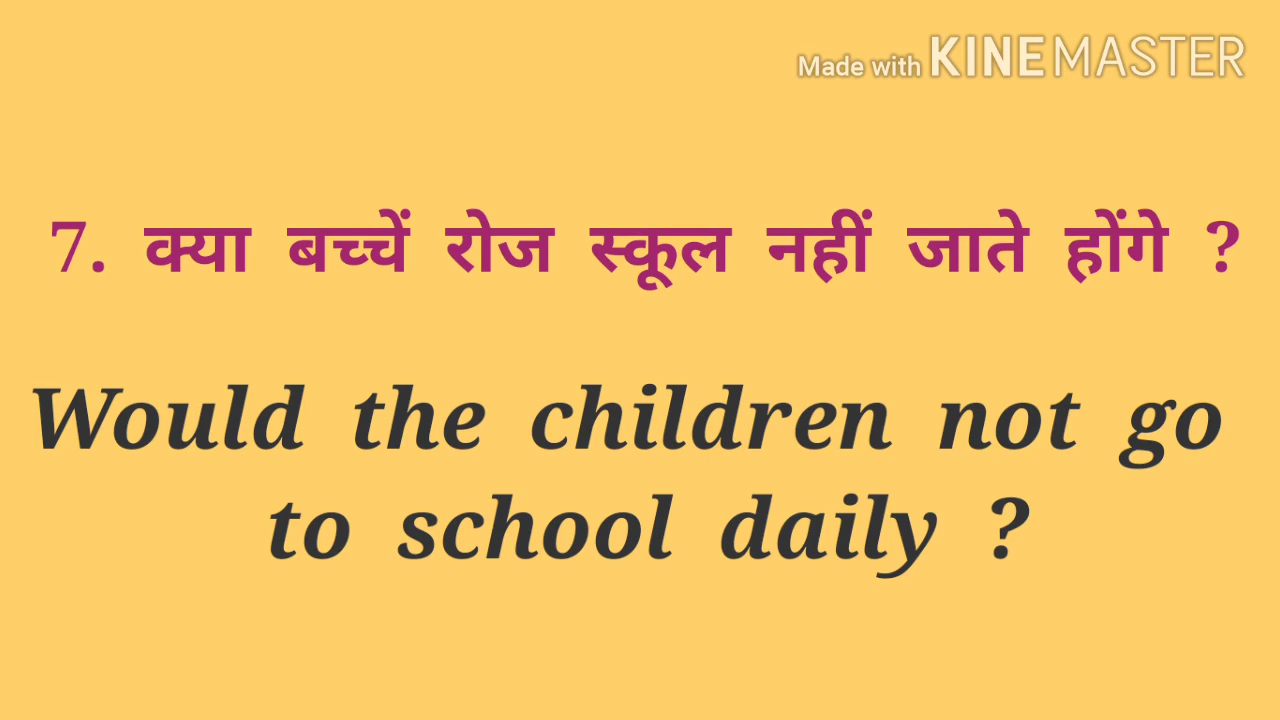 Made with KINEMASTER
7. क्या बच्चें रोज स्कूल नहीं जाते होंगे ?
Would the children not go
to school daily ?